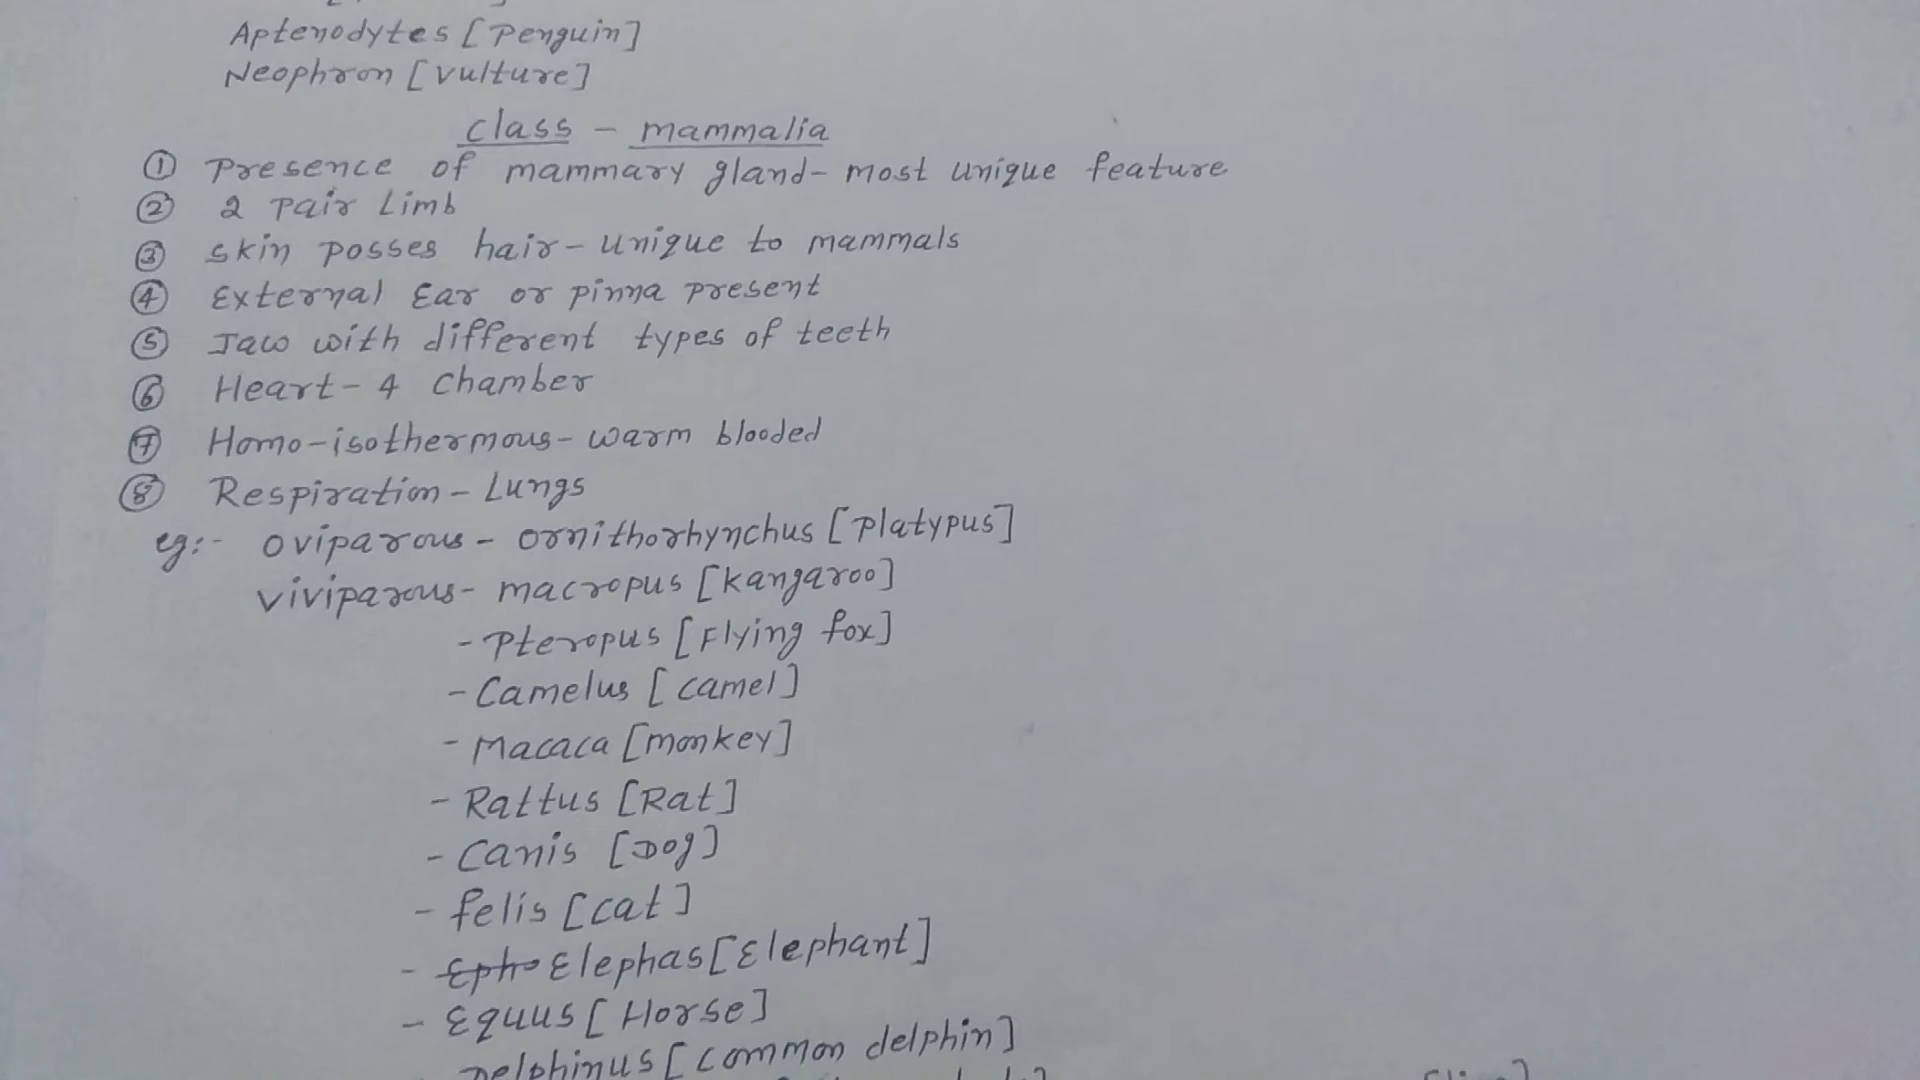 Aptenodytes [Penguin]
Neophron [vulture]
class - mammalia
① Presence of mammary gland- most unique feature
② 2 Pair Limb
③ skin posses hair- unique to mammals
④ External Ear or pinna present
⑤ Jaw with different types of teeth
⑥ Heart- 4 chamber
⑦ Homo-isothermous- warm blooded
⑧ Respiration - Lungs
eg:- oviparous - ornithorhynchus [Platypus]
viviparous- macropus [kangaroo]
- Pteropus [Flying fox]
- Camelus [camel]
- Macaca [monkey]
- Rattus [Rat]
- Canis [Dog]
- felis [cat]
- Elephas [Elephant]
- Equus [Horse]
Delphinus [common delphin]